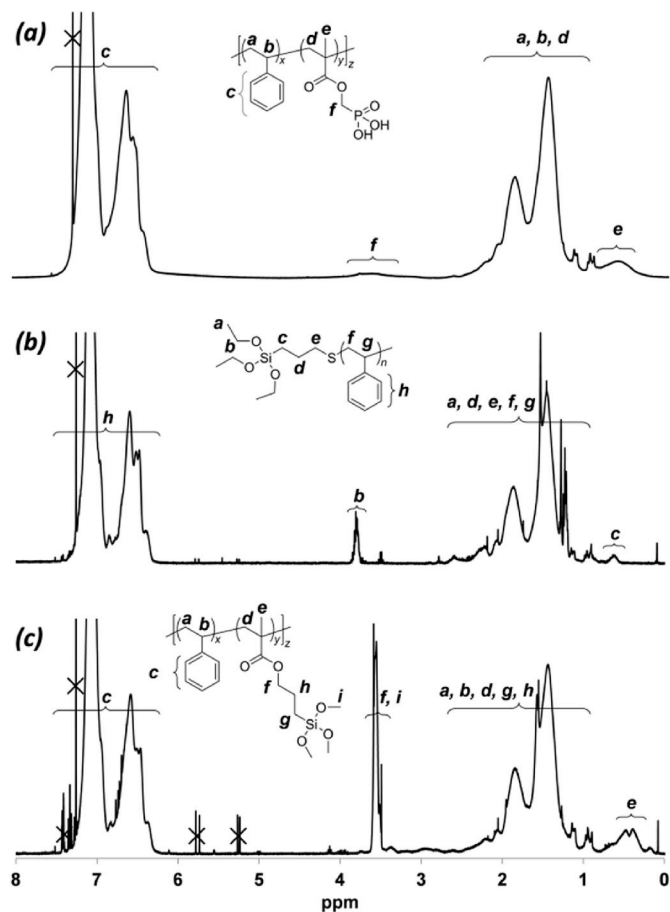 (a)
c
a b
d e
x y z
c
O O
f P O
OH
OH
a, b, d
f
e
(b)
a
b O c e f g
Si S n
O O d
h
h
b
a, d, e, f, g
c
(c)
a b
d e
x y z
c
O O
f h
g i
Si O
O O
c
f, i
a, b, d, g, h
e
8 7 6 5 4 3 2 1 0
ppm